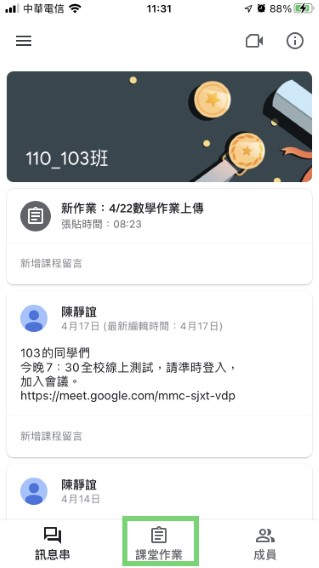 中華電信
11:31
88%
110_103班
新作業：4/22數學作業上傳
張貼時間：08:23
新增課程留言
陳靜誼
4月17日 (最新編輯時間：4月17日)
103的同學們
今晚7：30全校線上測試，請準時登入，
加入會議。
https://meet.google.com/mmc-sjxt-vdp
新增課程留言
陳靜誼
4月14日
訊息串
課堂作業
成員